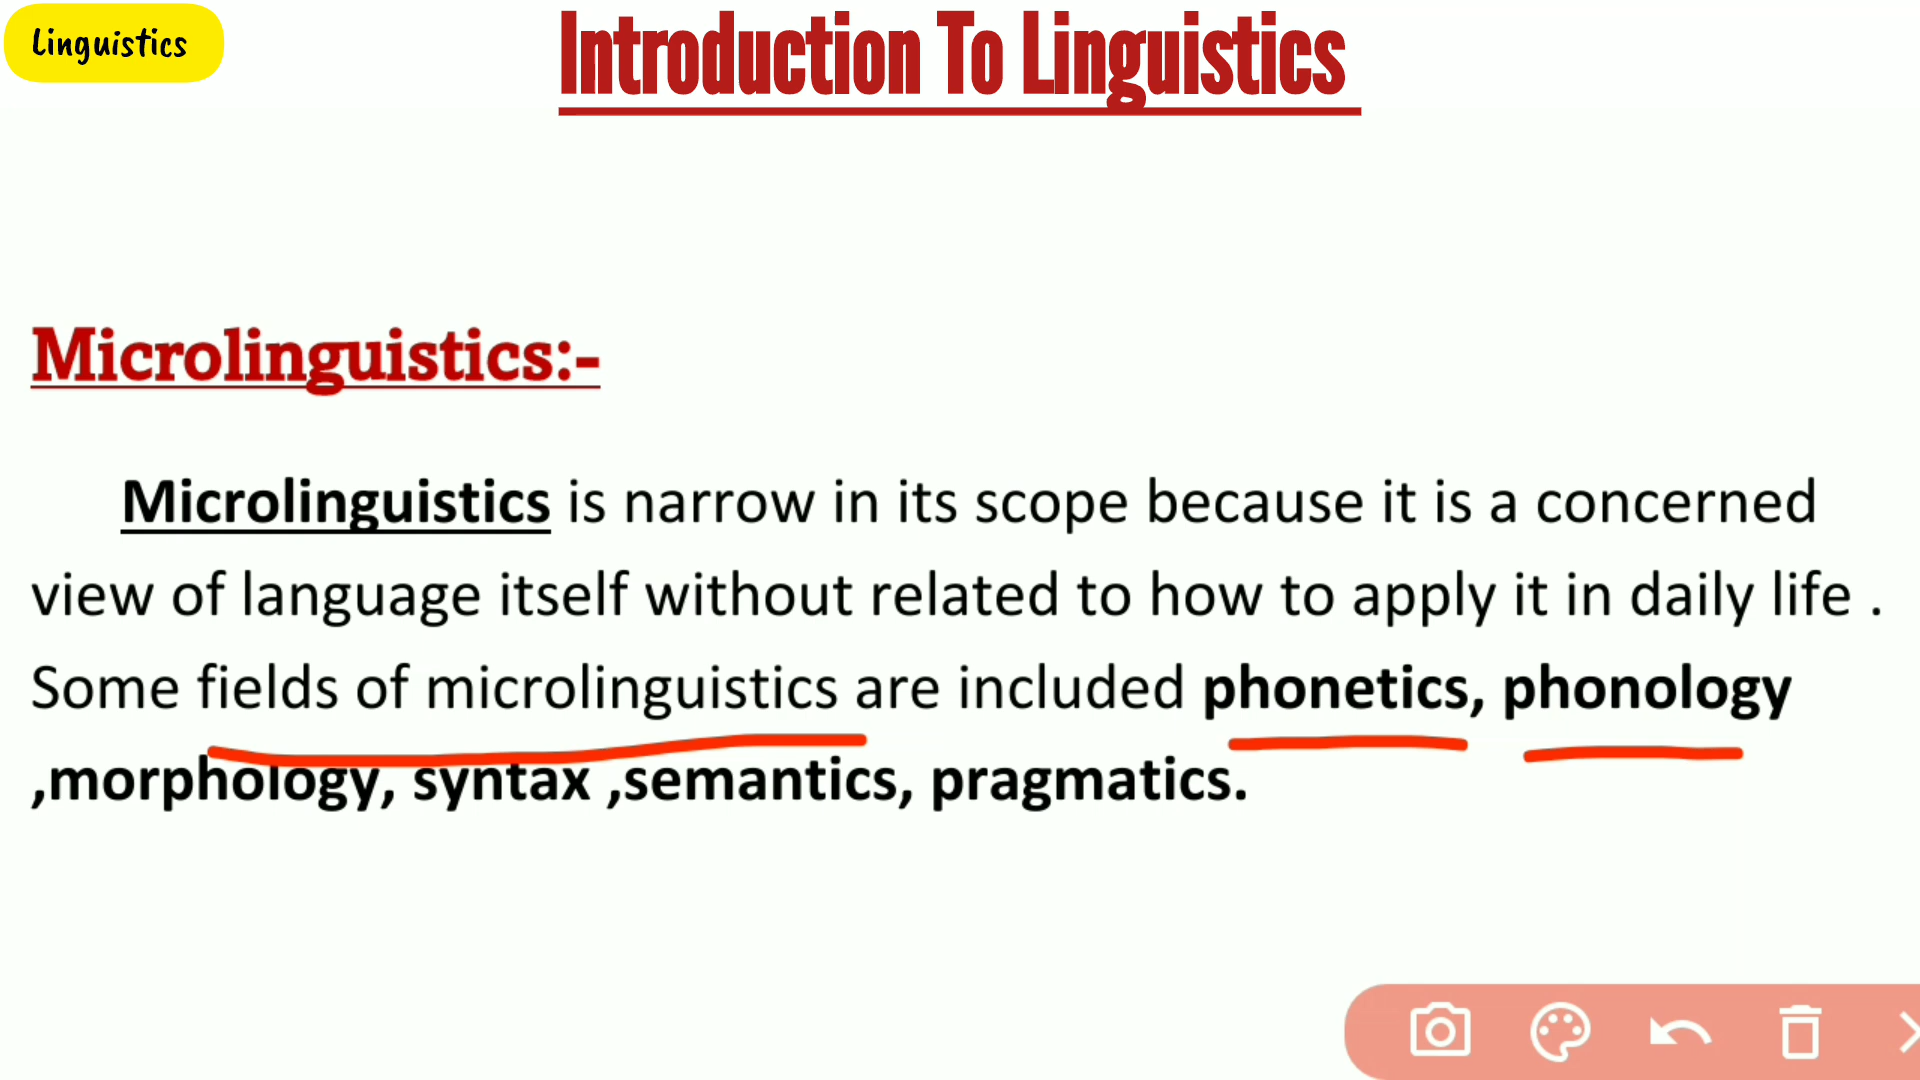 Linguistics
Introduction To Linguistics
Microlinguistics:-
Microlinguistics is narrow in its scope because it is a concerned
view of language itself without related to how to apply it in daily life .
Some fields of microlinguistics are included phonetics, phonology
,morphology, syntax ,semantics, pragmatics.